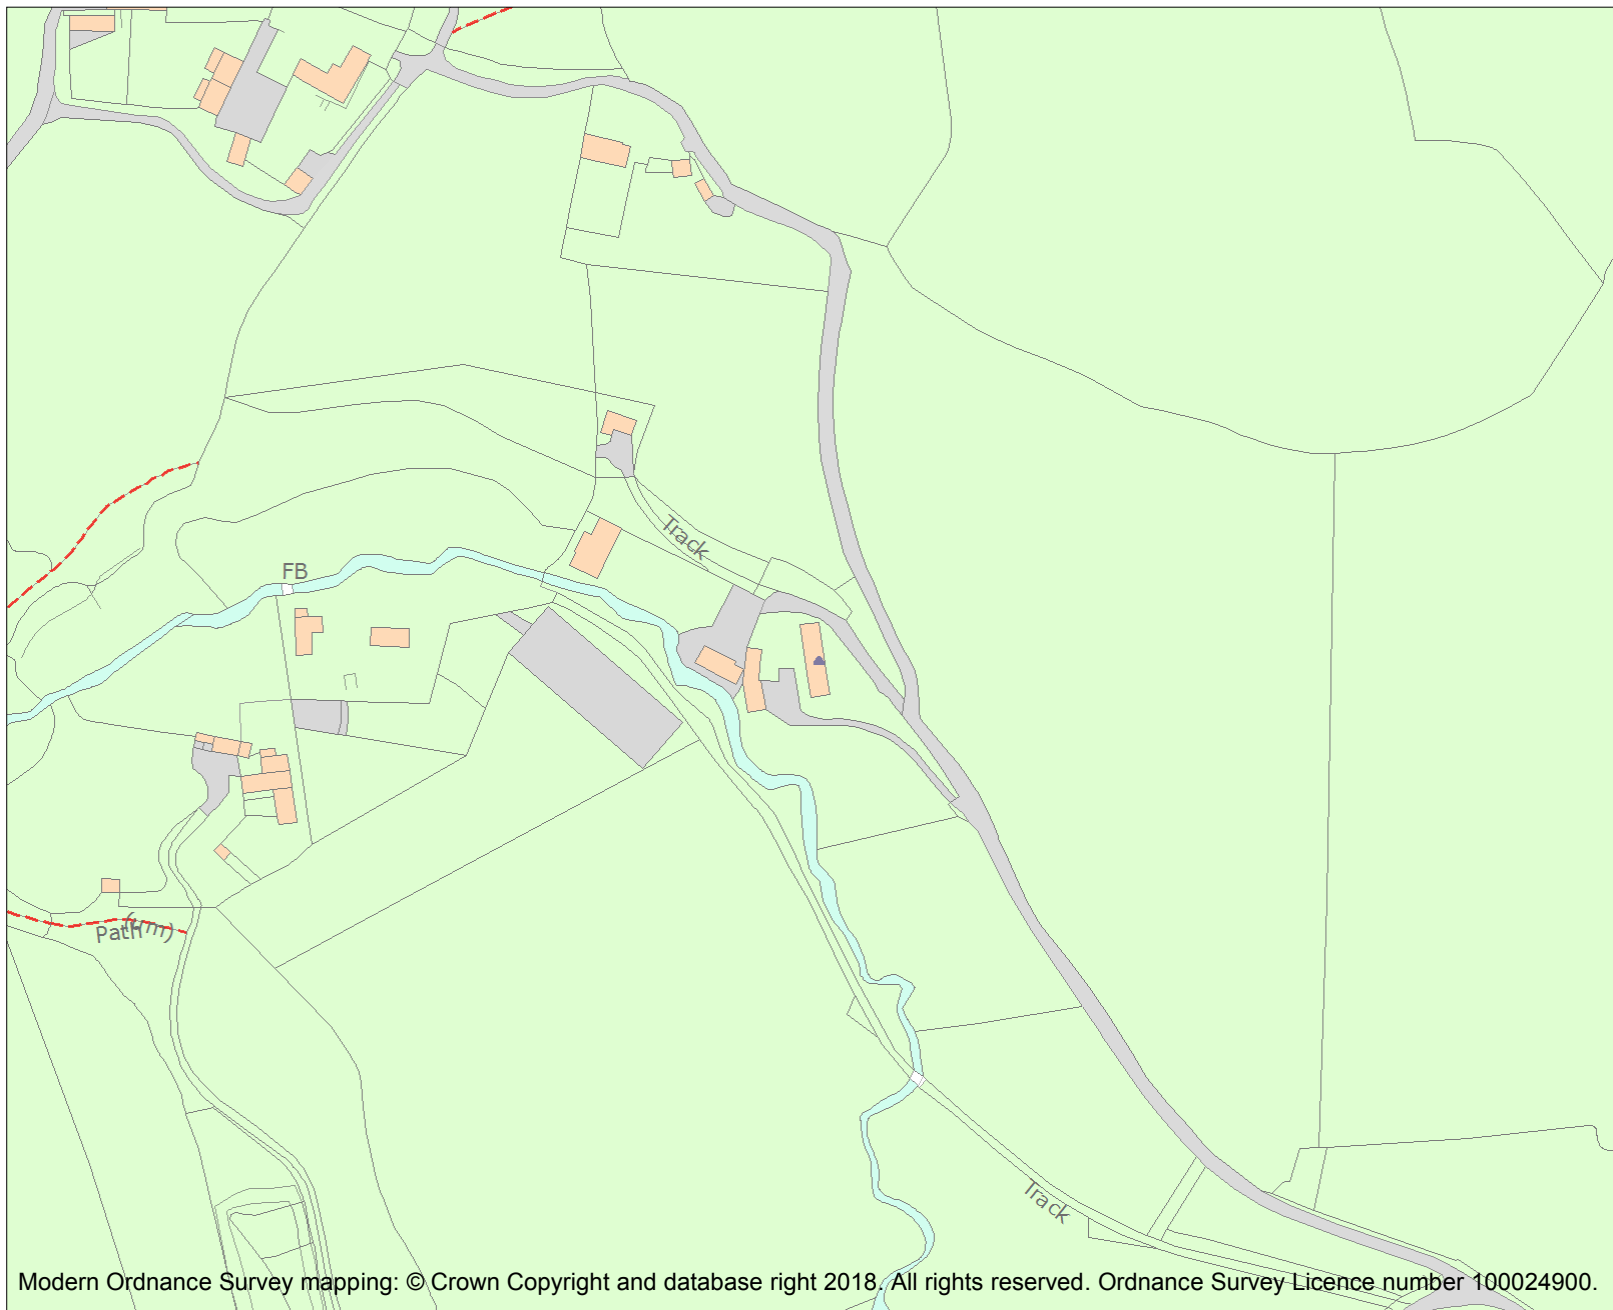 Track
FB
Path (um)
Track
Modern Ordnance Survey mapping: © Crown Copyright and database right 2018. All rights reserved. Ordnance Survey Licence number 100024900.